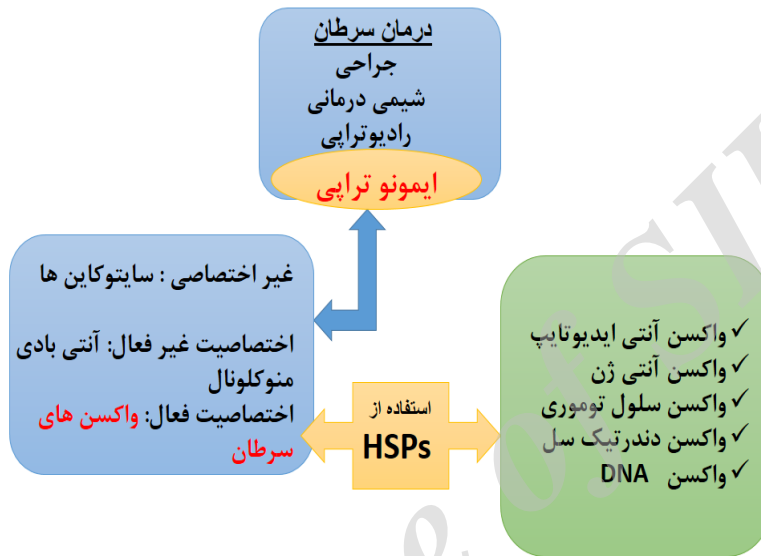 درمان سرطان
جراحی
شیمی درمانی
رادیوتراپی
ایمونو تراپی
غیر اختصاصی : سایتوکاین ها
اختصاصیت غیر فعال: آنتی بادی
منوکلونال
اختصاصیت فعال: واکسن های
سرطان
استفاده از
HSPs
✓ واکسن آنتی ایدیوتایپ
✓ واکسن آنتی ژن
✓ واکسن سلول توموری
✓ واکسن دندرتیک سل
✓ واکسن DNA
e of SI